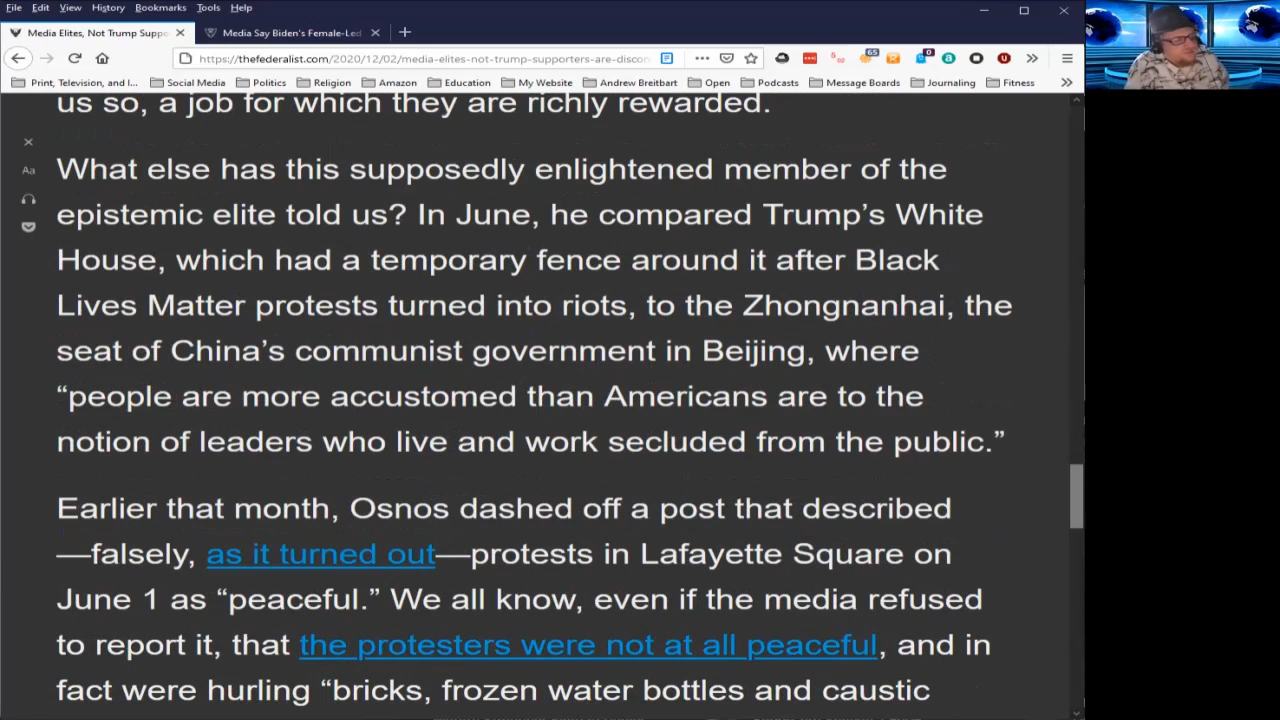 File Edit View History Bookmarks Tools Help
Media Elites, Not Trump Suppo Media Say Biden's Female-Led
https://thefederalist.com/2020/12/22/media-elites-not-trump-supporters-are-discon
65 0
Print, Television, and I... Social Media Politics Religion Amazon Education My Website Andrew Breitbart Open Podcasts Message Boards Journaling Fitness
us so, a job for which they are richly rewarded.
What else has this supposedly enlightened member of the
Aa
epistemic elite told us? In June, he compared Trump’s White
House, which had a temporary fence around it after Black
Lives Matter protests turned into riots, to the Zhongnanhai, the
seat of China’s communist government in Beijing, where
“people are more accustomed than Americans are to the
notion of leaders who live and work secluded from the public.”
Earlier that month, Osnos dashed off a post that described
—falsely, as it turned out—protests in Lafayette Square on
June 1 as “peaceful.” We all know, even if the media refused
to report it, that the protesters were not at all peaceful, and in
fact were hurling “bricks, frozen water bottles and caustic